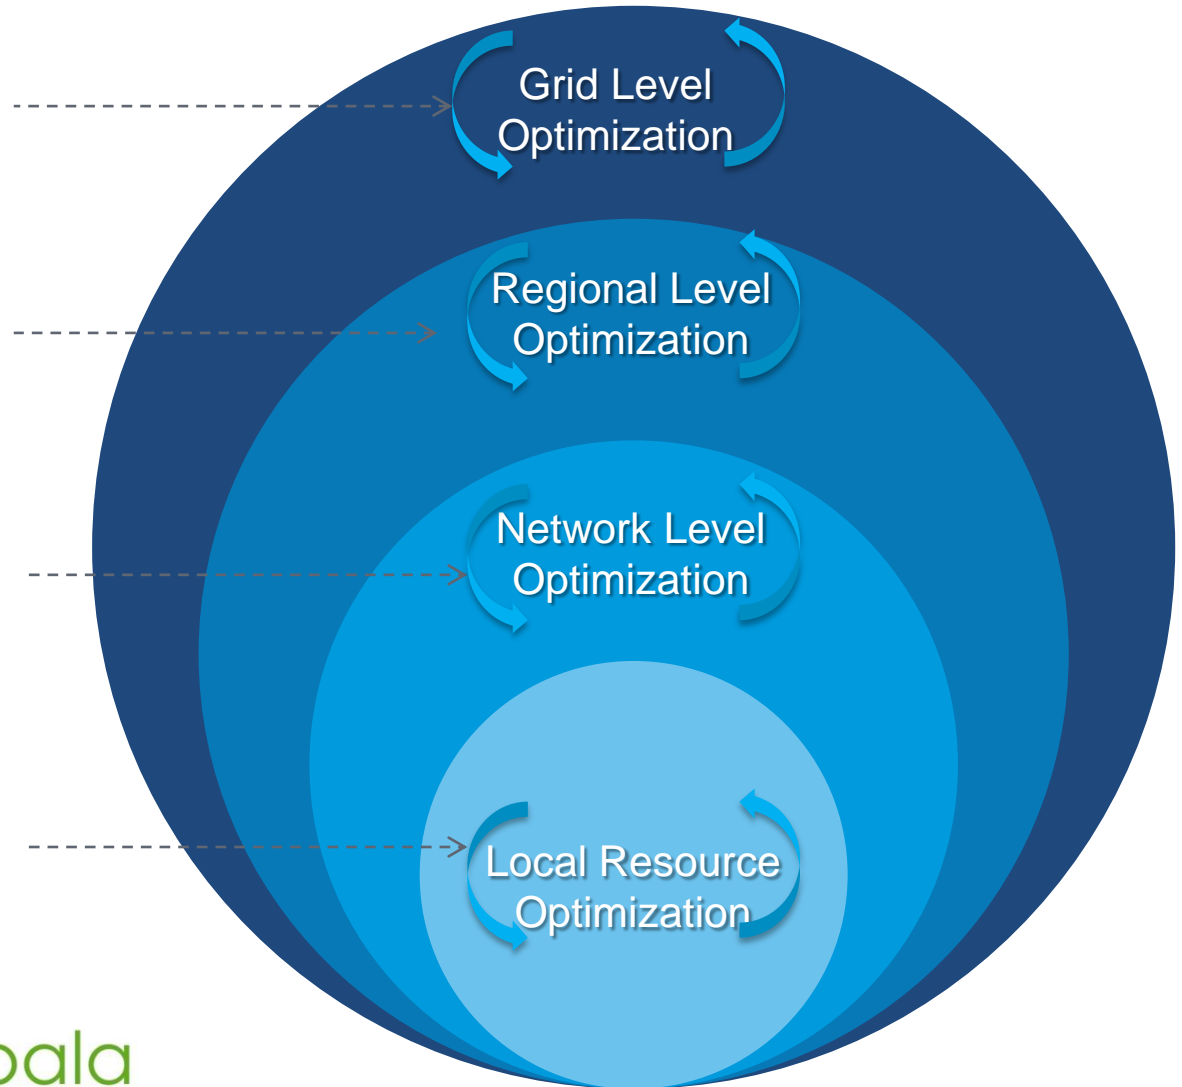 Grid Level
Optimization
Regional Level
Optimization
Network Level
Optimization
Local Resource
Optimization